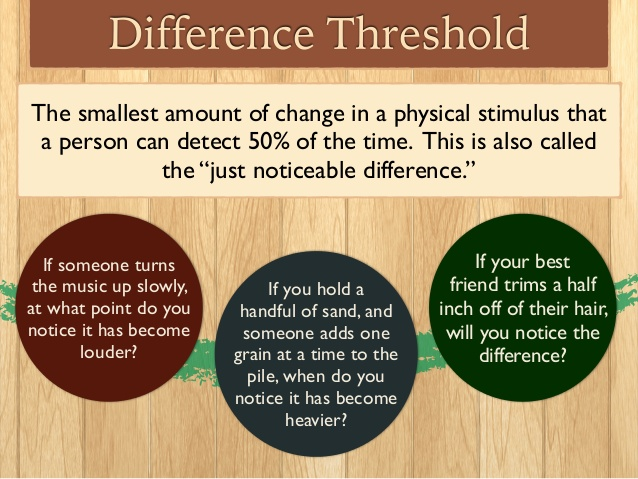 Difference Threshold
The smallest amount of change in a physical stimulus that
a person can detect 50% of the time.  This is also called
the “just noticeable difference.”
If someone turns
the music up slowly,
at what point do you
notice it has become
louder?
If you hold a
handful of sand, and
someone adds one
grain at a time to the
pile, when do you
notice it has become
heavier?
If your best
friend trims a half
inch off of their hair,
will you notice the
difference?